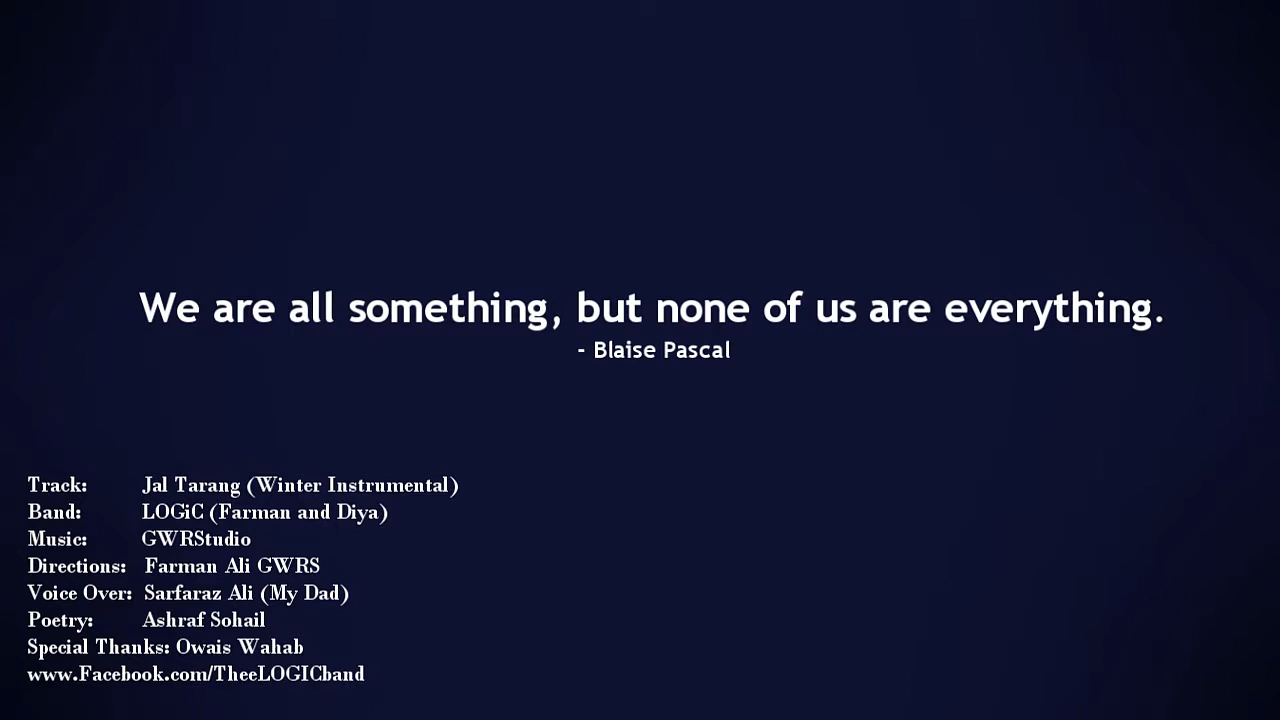 We are all something, but none of us are everything.
- Blaise Pascal
Track: Jal Tarang (Winter Instrumental)
Band: LOGiC (Farman and Diya)
Music: GWRStudio
Directions: Farman Ali GWRS
Voice Over: Sarfaraz Ali (My Dad)
Poetry: Ashraf Sohail
Special Thanks: Owais Wahab
www.Facebook.com/TheeLOGICband